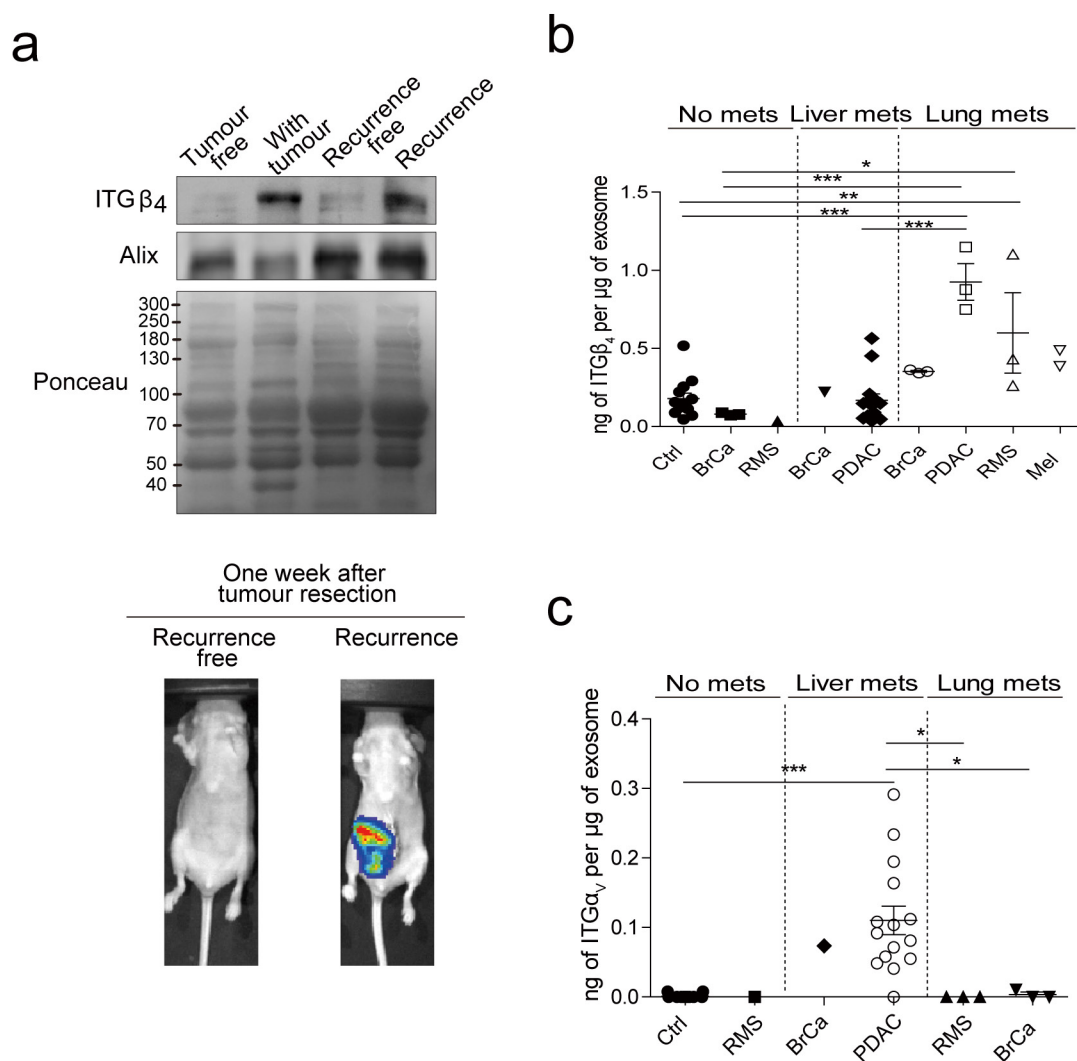 a
Tumour
free
With
tumour
Recurrence
free
Recurrence
ITGβ4
Alix
Ponceau
300
250
180
130
100
70
50
40
One week after
tumour resection
Recurrence
free
Recurrence
b
No mets
Liver mets
Lung mets
*
***
**
***
***
ng of ITGβ4 per µg of exosome
1.5
1.0
0.5
0.0
Ctrl
BrCa
RMS
BrCa
PDAC
BrCa
PDAC
RMS
Mel
c
No mets
Liver mets
Lung mets
*
***
*
ng of ITGαV per µg of exosome
0.4
0.3
0.2
0.1
0.0
Ctrl
RMS
BrCa
PDAC
RMS
BrCa